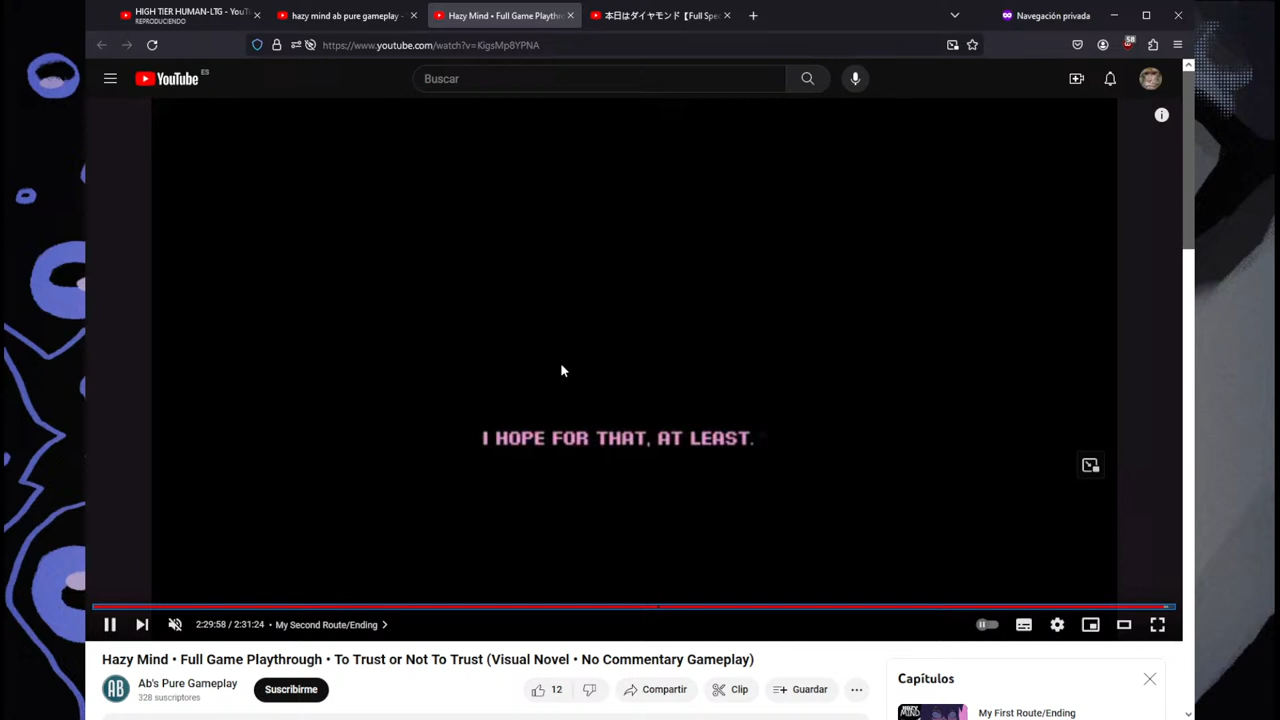 HIGH TIER HUMAN-LTG - YouT
REPRODUCIENDO
hazy mind ab pure gameplay -
Hazy Mind • Full Game Playthr
本日はダイヤモンド【Full Spe
Navegación privada
https://www.youtube.com/watch?v=KigsMp8YPNA
58
YouTube
ES
Buscar
I HOPE FOR THAT, AT LEAST.
2:29:58 / 2:31:24 • My Second Route/Ending
Hazy Mind • Full Game Playthrough • To Trust or Not To Trust (Visual Novel • No Commentary Gameplay)
AB
Ab's Pure Gameplay
328 suscriptores
Suscribirme
12
Compartir
Clip
Guardar
Capítulos
My First Route/Ending